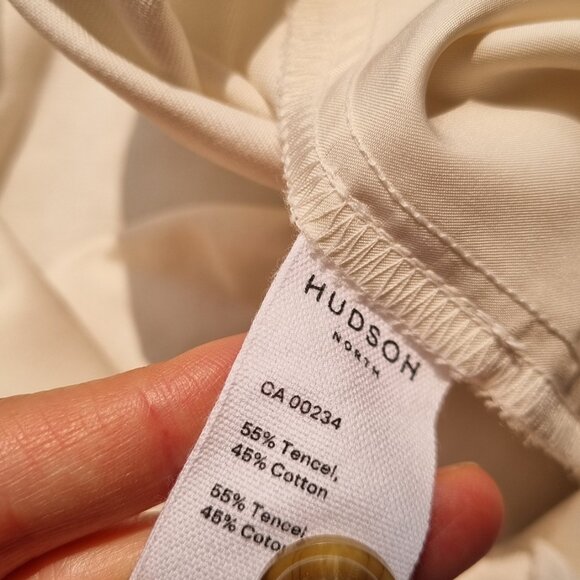 HUDSON
NORTH
CA 00234
55% Tencel,
45% Cotton
55% Tencel
45%